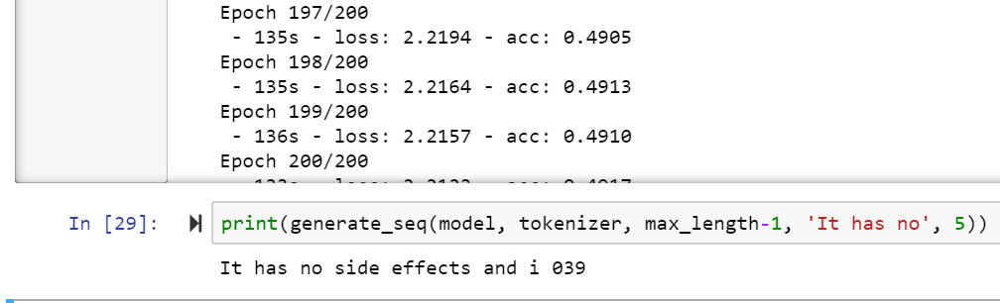 Epoch 197/200
- 135s - loss: 2.2194 - acc: 0.4905
Epoch 198/200
- 135s - loss: 2.2164 - acc: 0.4913
Epoch 199/200
- 136s - loss: 2.2157 - acc: 0.4910
Epoch 200/200
In [29]: print(generate_seq(model, tokenizer, max_length-1, 'It has no', 5))
It has no side effects and i 039